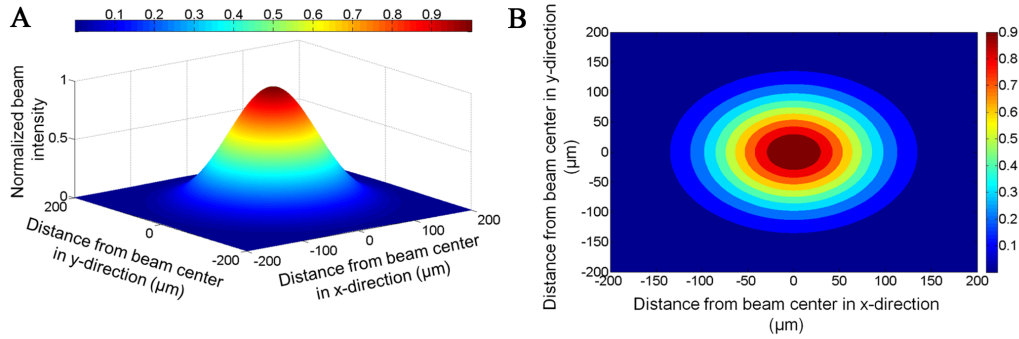 A
0.1 0.2 0.3 0.4 0.5 0.6 0.7 0.8 0.9
Normalized beam
intensity
1
0.5
0
200
0
-200
Distance from beam center
in y-direction (µm)
-200
-100
0
100
200
Distance from beam center
in x-direction (µm)
B
Distance from beam center in y-direction
(µm)
200
150
100
50
0
-50
-100
-150
-200
-200 -150 -100 -50 0 50 100 150 200
Distance from beam center in x-direction
(µm)
0.9
0.8
0.7
0.6
0.5
0.4
0.3
0.2
0.1